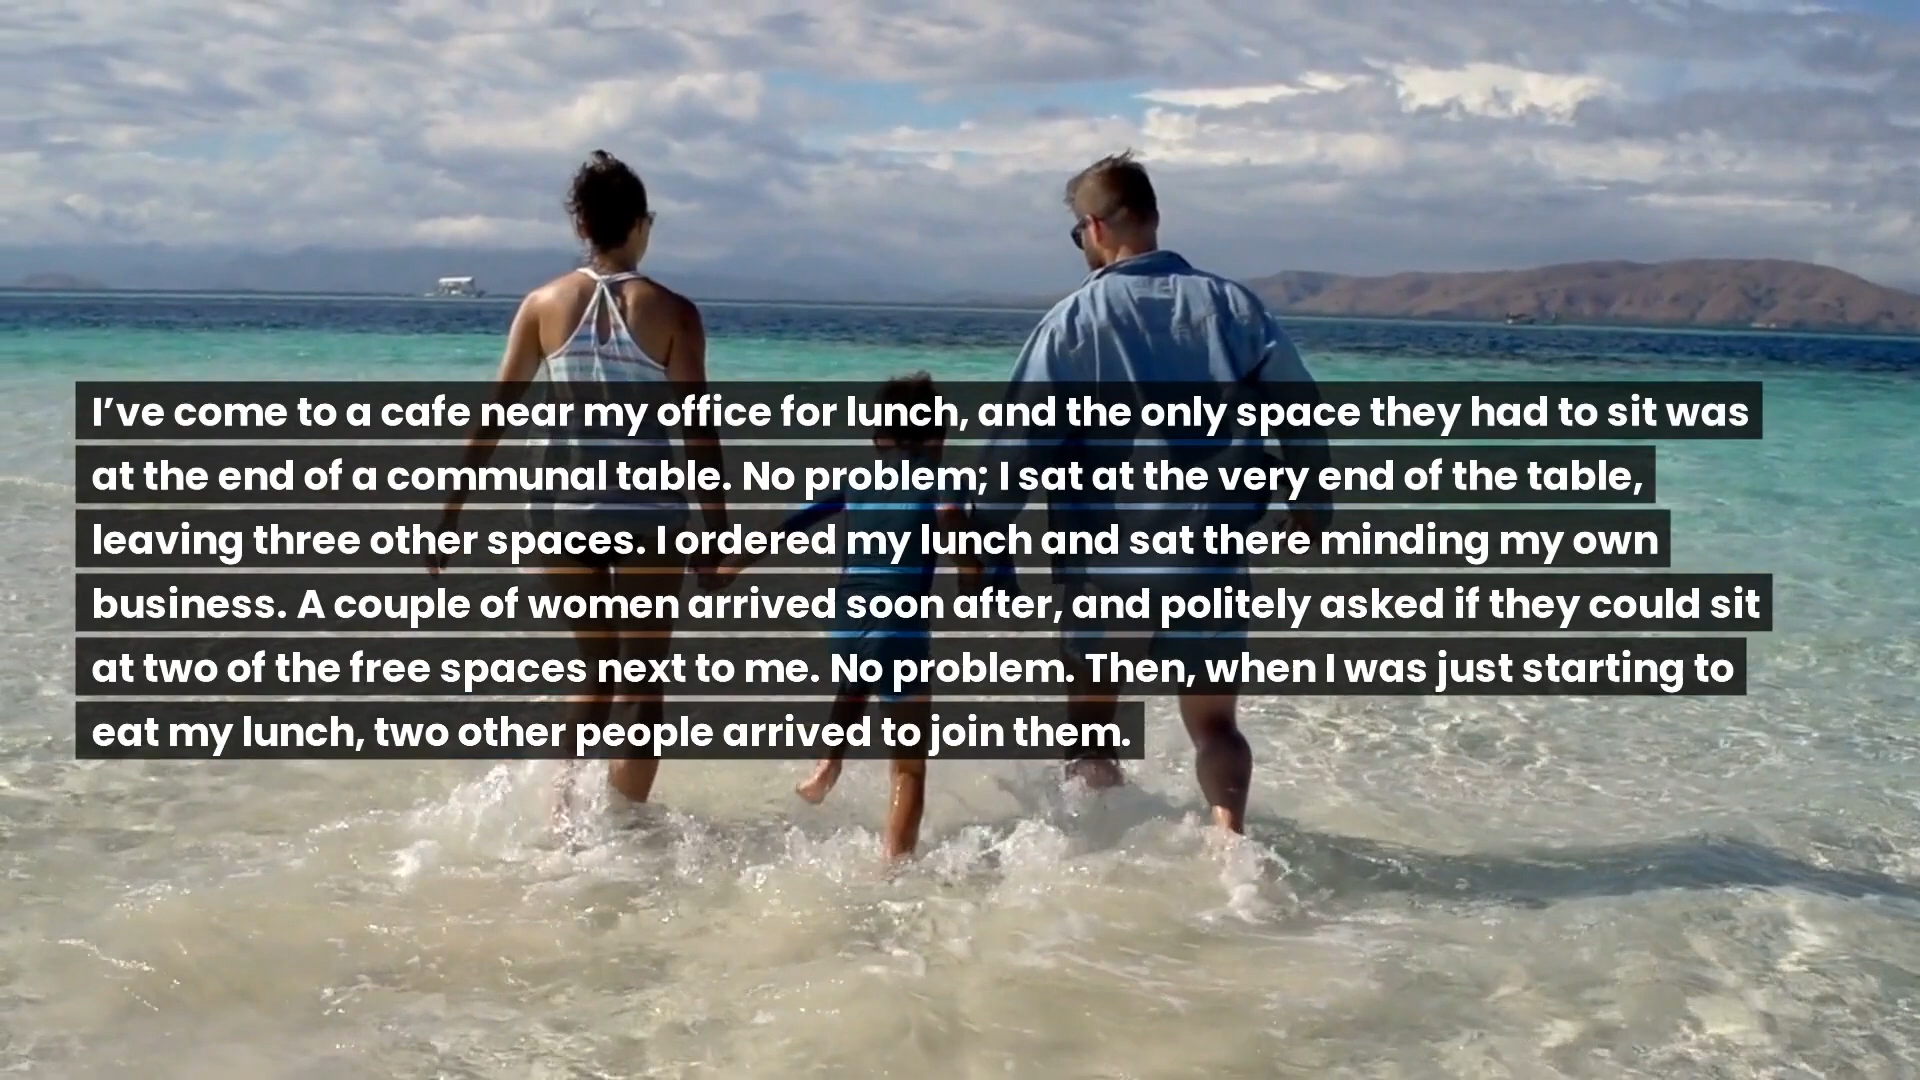 I’ve come to a cafe near my office for lunch, and the only space they had to sit was
at the end of a communal table. No problem; I sat at the very end of the table,
leaving three other spaces. I ordered my lunch and sat there minding my own
business. A couple of women arrived soon after, and politely asked if they could sit
at two of the free spaces next to me. No problem. Then, when I was just starting to
eat my lunch, two other people arrived to join them.